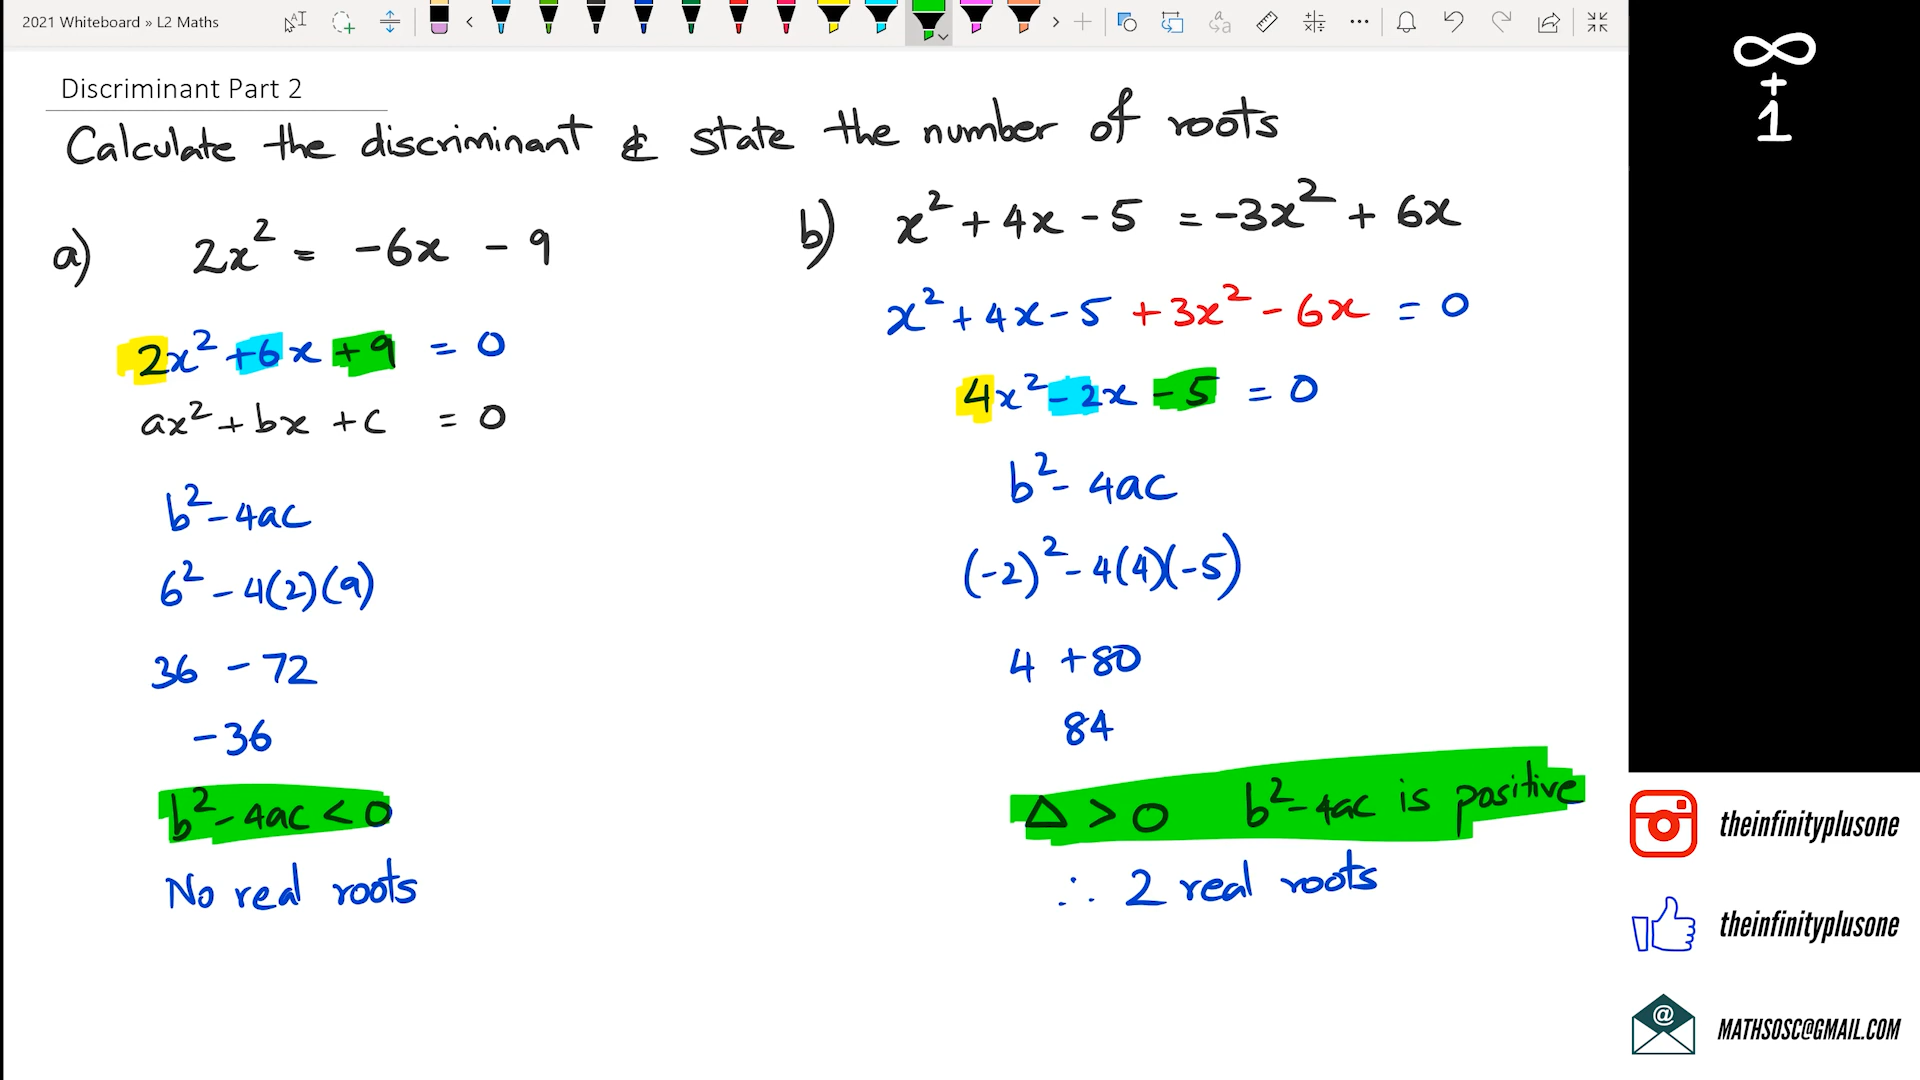 2021 Whiteboard » L2 Maths
Discriminant Part 2
Calculate the discriminant & state the number of roots
a) 2x² = -6x - 9
2x² +6x +9 = 0
ax² + bx + c = 0
b² - 4ac
6² - 4(2)(9)
36 - 72
-36
b² - 4ac < 0
No real roots
b) x² + 4x - 5 = -3x² + 6x
x² + 4x - 5 + 3x² - 6x = 0
4x² - 2x - 5 = 0
b² - 4ac
(-2)² - 4(4)(-5)
4 + 80
84
Δ > 0 b² - 4ac is positive
∴ 2 real roots
∞
+
1
theinfinityplusone
theinfinityplusone
MATHSOSC@GMAIL.COM